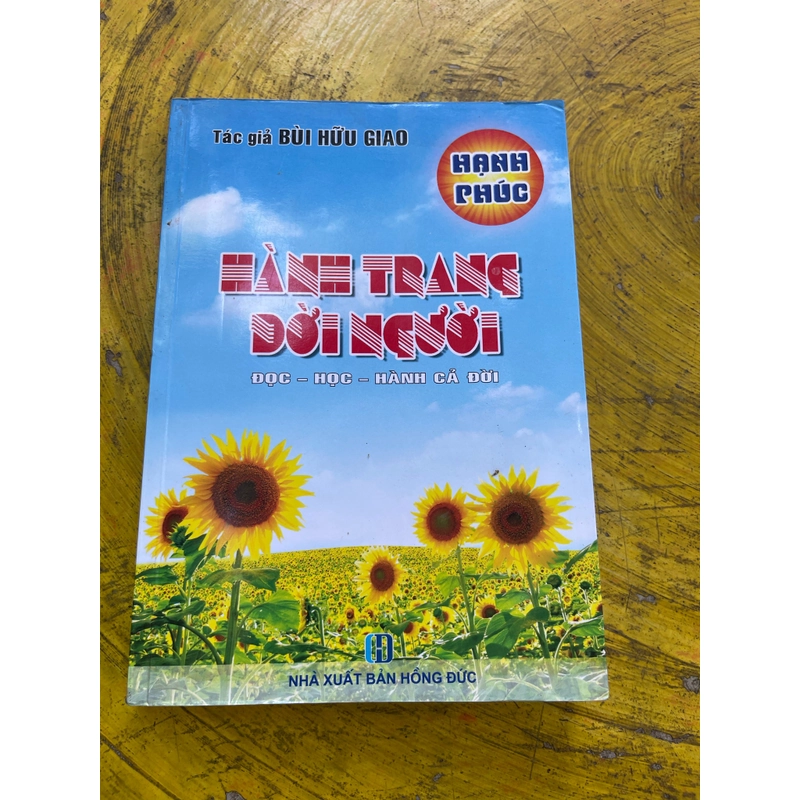 Tác giả BÙI HỮU GIAO
HẠNH
PHÚC
HÀNH TRANG
ĐỜI NGƯỜI
ĐỌC – HỌC – HÀNH CẢ ĐỜI
NHÀ XUẤT BẢN HỒNG ĐỨC